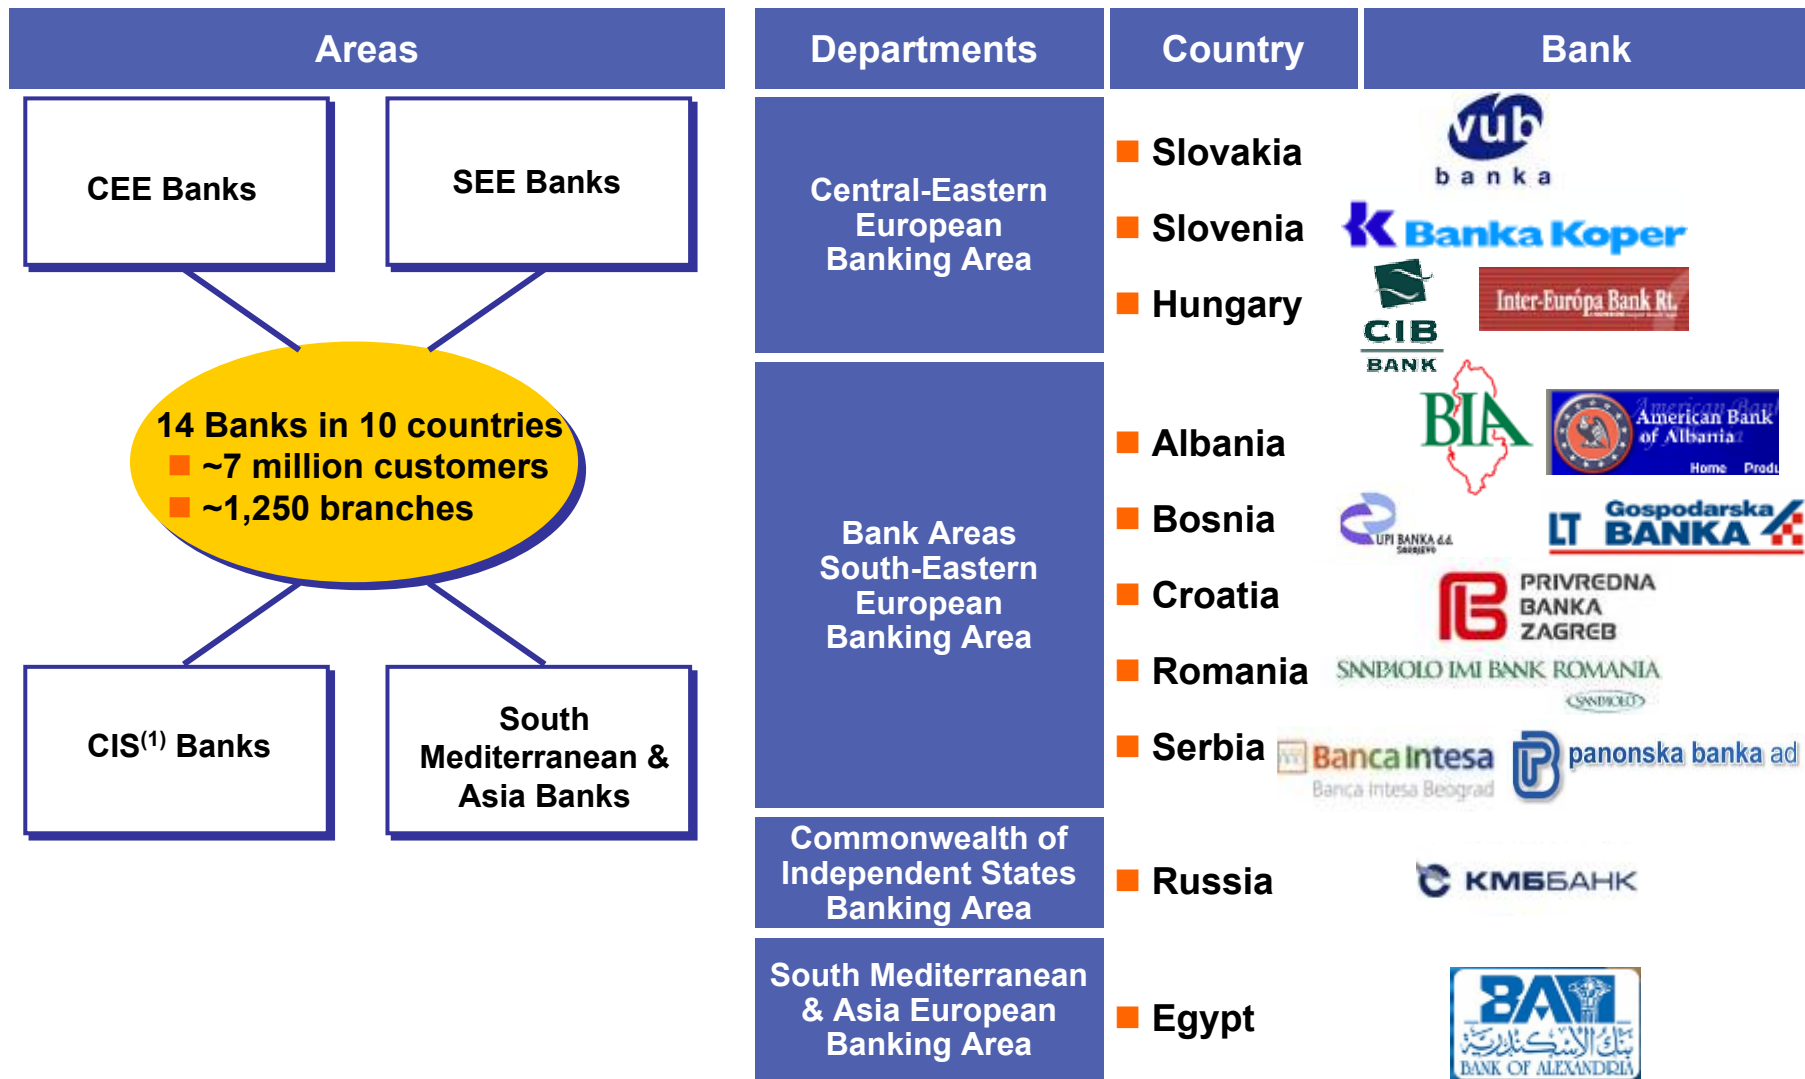 Areas
Departments
Country
Bank
CEE Banks
SEE Banks
14 Banks in 10 countries
~7 million customers
~1,250 branches
CIS(1) Banks
South
Mediterranean &
Asia Banks
Central-Eastern
European
Banking Area
Slovakia
vub
banka
Slovenia
Banka Koper
Hungary
CIB
BANK
Inter-Európa Bank Rt.
Bank Areas
South-Eastern
European
Banking Area
Albania
BIA
American Bank
of Albania
Home Produ
Bosnia
UPI BANKA d.d.
SARAJEVO
LT Gospodarska
BANKA
Croatia
PRIVREDNA
BANKA
ZAGREB
Romania
SANPAOLO IMI BANK ROMANIA
SANPAOLO
Serbia
Banca Intesa
Banca Intesa Beograd
panonska banka ad
Commonwealth of
Independent States
Banking Area
Russia
КМББАНК
South Mediterranean
& Asia European
Banking Area
Egypt
بنك الإسكندرية
BANK OF ALEXANDRIA